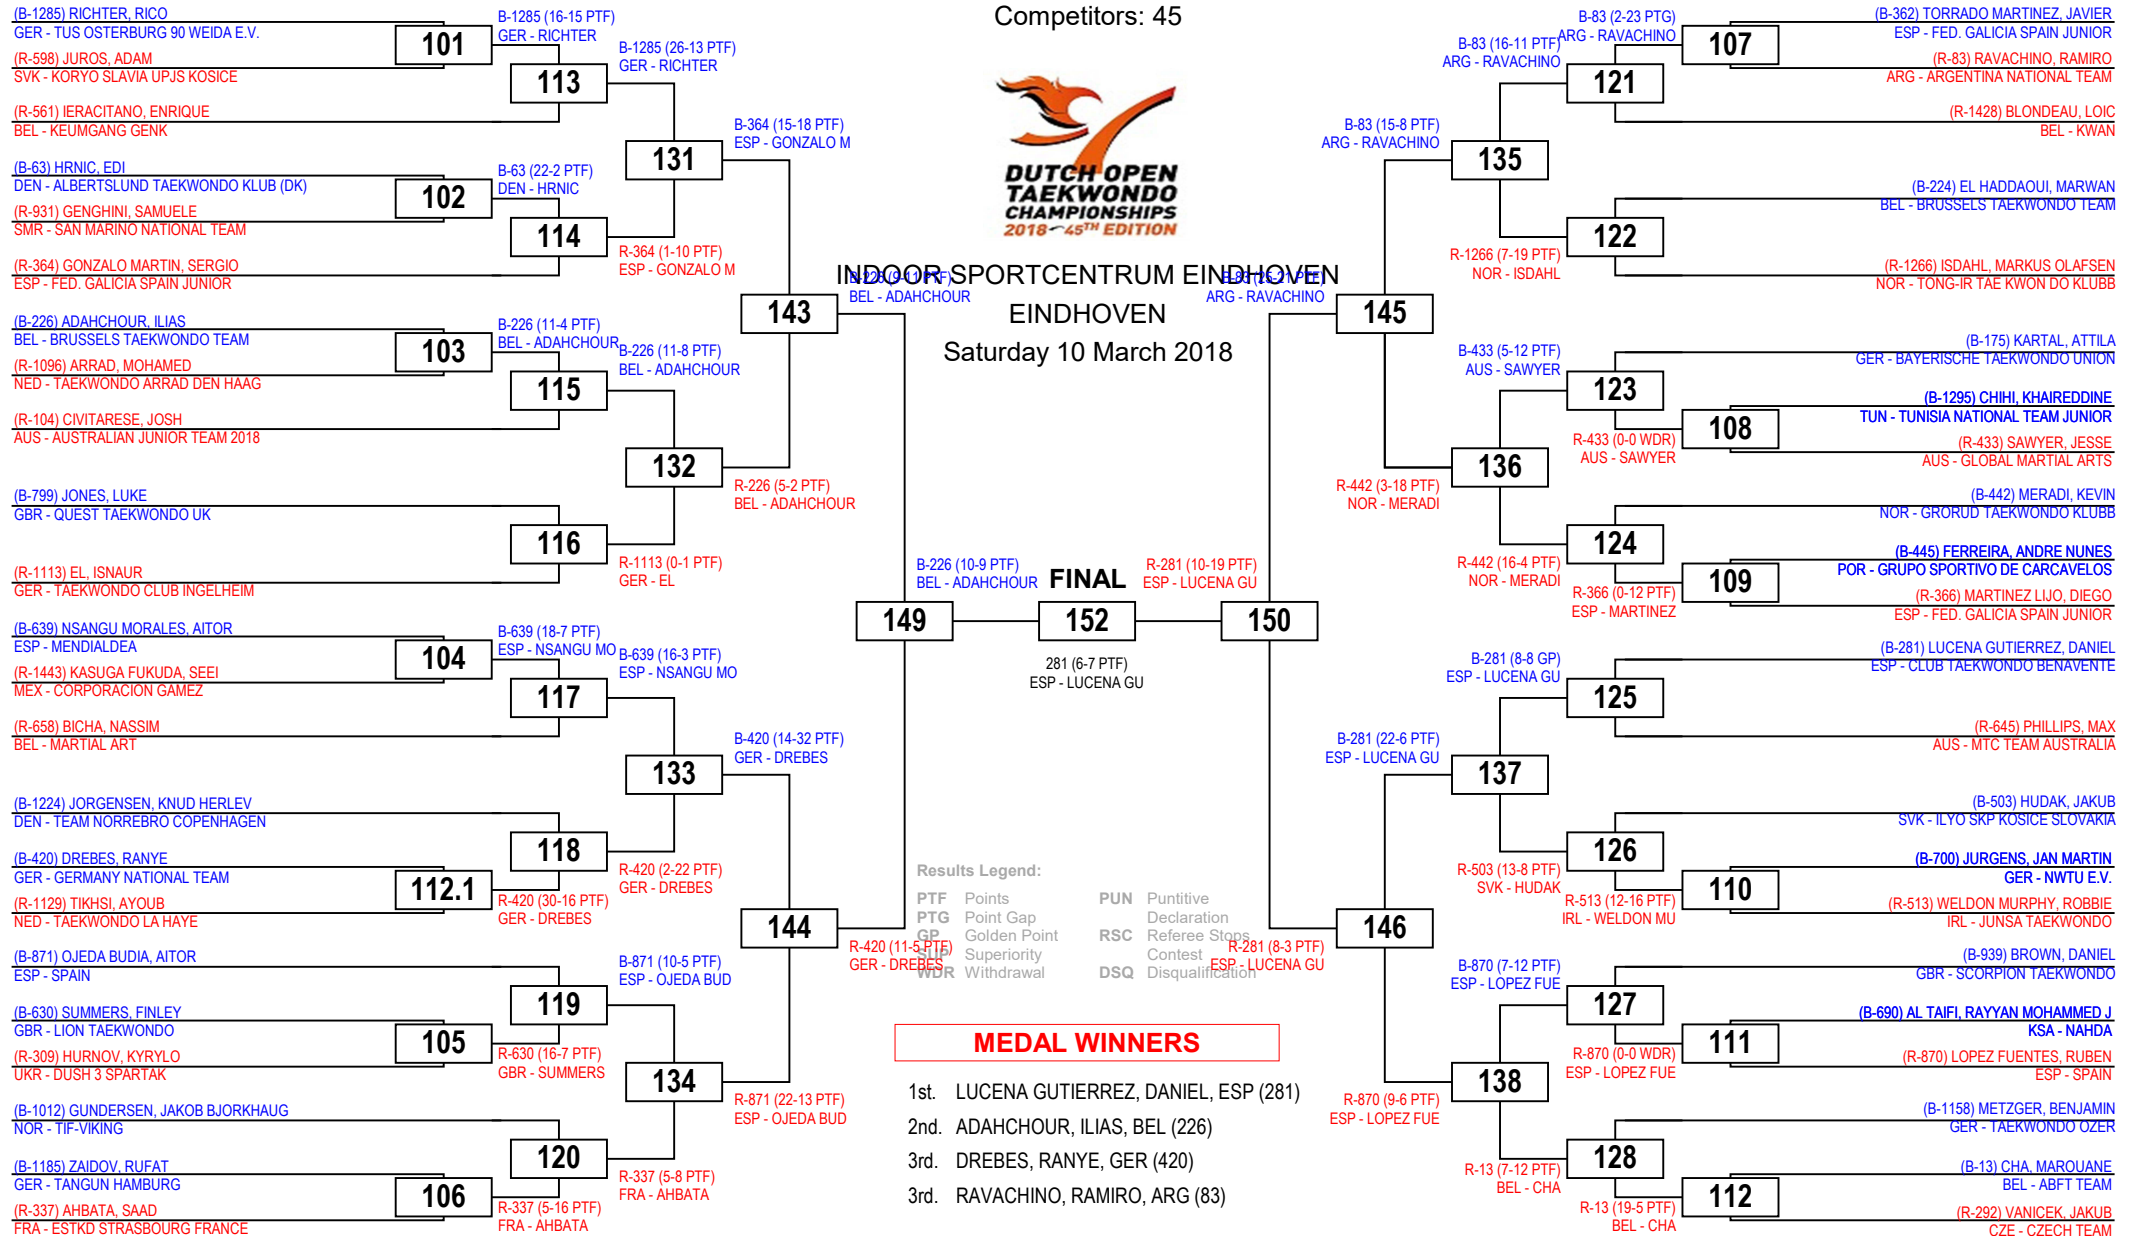 Competitors: 45
DUTCH OPEN
TAEKWONDO
CHAMPIONSHIPS
2018 45TH EDITION
INDOOR SPORTCENTRUM EINDHOVEN
EINDHOVEN
Saturday 10 March 2018
(B-1285) RICHTER, RICO
GER - TUS OSTERBURG 90 WEIDA E.V.
(R-598) JUROS, ADAM
SVK - KORYO SLAVIA UPJS KOSICE
(R-561) IERACITANO, ENRIQUE
BEL - KEUMGANG GENK
(B-63) HRNIC, EDI
DEN - ALBERTSLUND TAEKWONDO KLUB (DK)
(R-931) GENGHINI, SAMUELE
SMR - SAN MARINO NATIONAL TEAM
(R-364) GONZALO MARTIN, SERGIO
ESP - FED. GALICIA SPAIN JUNIOR
(B-226) ADAHCHOUR, ILIAS
BEL - BRUSSELS TAEKWONDO TEAM
(R-1096) ARRAD, MOHAMED
NED - TAEKWONDO ARRAD DEN HAAG
(R-104) CIVITARESE, JOSH
AUS - AUSTRALIAN JUNIOR TEAM 2018
(B-799) JONES, LUKE
GBR - QUEST TAEKWONDO UK
(R-1113) EL, ISNAUR
GER - TAEKWONDO CLUB INGELHEIM
(B-639) NSANGU MORALES, AITOR
ESP - MENDIALDEA
(R-1443) KASUGA FUKUDA, SEEI
MEX - CORPORACION GAMEZ
(R-658) BICHA, NASSIM
BEL - MARTIAL ART
(B-1224) JORGENSEN, KNUD HERLEV
DEN - TEAM NORREBRO COPENHAGEN
(B-420) DREBES, RANYE
GER - GERMANY NATIONAL TEAM
(R-1129) TIKHSI, AYOUB
NED - TAEKWONDO LA HAYE
(B-871) OJEDA BUDIA, AITOR
ESP - SPAIN
(B-630) SUMMERS, FINLEY
GBR - LION TAEKWONDO
(R-309) HURNOV, KYRYLO
UKR - DUSH 3 SPARTAK
(B-1012) GUNDERSEN, JAKOB BJORKHAUG
NOR - TIF-VIKING
(B-1185) ZAIDOV, RUFAT
GER - TANGUN HAMBURG
(R-337) AHBATA, SAAD
FRA - ESTKD STRASBOURG FRANCE
101
102
103
104
112.1
105
106
B-1285 (16-15 PTF)
GER - RICHTER
B-63 (22-2 PTF)
DEN - HRNIC
B-226 (11-4 PTF)
BEL - ADAHCHOUR
B-639 (18-7 PTF)
ESP - NSANGU MO
R-420 (30-16 PTF)
GER - DREBES
R-630 (16-7 PTF)
GBR - SUMMERS
R-337 (5-16 PTF)
FRA - AHBATA
113
114
115
116
117
118
119
120
B-1285 (26-13 PTF)
GER - RICHTER
R-364 (1-10 PTF)
ESP - GONZALO M
B-226 (11-8 PTF)
BEL - ADAHCHOUR
R-1113 (0-1 PTF)
GER - EL
B-639 (16-3 PTF)
ESP - NSANGU MO
R-420 (2-22 PTF)
GER - DREBES
B-871 (10-5 PTF)
ESP - OJEDA BUD
R-337 (5-8 PTF)
FRA - AHBATA
131
132
133
134
B-364 (15-18 PTF)
ESP - GONZALO M
R-226 (5-2 PTF)
BEL - ADAHCHOUR
B-420 (14-32 PTF)
GER - DREBES
R-871 (22-13 PTF)
ESP - OJEDA BUD
143
144
B-226 (9-11 PTF)
BEL - ADAHCHOUR
R-420 (11-5 PTF)
GER - DREBES
149
B-226 (10-9 PTF)
BEL - ADAHCHOUR
FINAL
152
281 (6-7 PTF)
ESP - LUCENA GU
R-281 (10-19 PTF)
ESP - LUCENA GU
150
B-83 (25-21 PTF)
ARG - RAVACHINO
R-281 (8-3 PTF)
ESP - LUCENA GU
145
146
B-83 (15-8 PTF)
ARG - RAVACHINO
R-442 (3-18 PTF)
NOR - MERADI
B-281 (22-6 PTF)
ESP - LUCENA GU
R-870 (9-6 PTF)
ESP - LOPEZ FUE
135
136
137
138
B-83 (16-11 PTF)
ARG - RAVACHINO
R-1266 (7-19 PTF)
NOR - ISDAHL
B-433 (5-12 PTF)
AUS - SAWYER
R-442 (16-4 PTF)
NOR - MERADI
B-281 (8-8 GP)
ESP - LUCENA GU
R-503 (13-8 PTF)
SVK - HUDAK
B-870 (7-12 PTF)
ESP - LOPEZ FUE
R-13 (7-12 PTF)
BEL - CHA
121
122
123
124
125
126
127
128
B-83 (2-23 PTG)
ARG - RAVACHINO
R-433 (0-0 WDR)
AUS - SAWYER
R-366 (0-12 PTF)
ESP - MARTINEZ
R-513 (12-16 PTF)
IRL - WELDON MU
R-870 (0-0 WDR)
ESP - LOPEZ FUE
R-13 (19-5 PTF)
BEL - CHA
107
108
109
110
111
112
(B-362) TORRADO MARTINEZ, JAVIER
ESP - FED. GALICIA SPAIN JUNIOR
(R-83) RAVACHINO, RAMIRO
ARG - ARGENTINA NATIONAL TEAM
(R-1428) BLONDEAU, LOIC
BEL - KWAN
(B-224) EL HADDAOUI, MARWAN
BEL - BRUSSELS TAEKWONDO TEAM
(R-1266) ISDAHL, MARKUS OLAFSEN
NOR - TONG-IR TAE KWON DO KLUBB
(B-175) KARTAL, ATTILA
GER - BAYERISCHE TAEKWONDO UNION
(B-1295) CHIHI, KHAIREDDINE
TUN - TUNISIA NATIONAL TEAM JUNIOR
(R-433) SAWYER, JESSE
AUS - GLOBAL MARTIAL ARTS
(B-442) MERADI, KEVIN
NOR - GRORUD TAEKWONDO KLUBB
(B-445) FERREIRA, ANDRE NUNES
POR - GRUPO SPORTIVO DE CARCAVELOS
(R-366) MARTINEZ LIJO, DIEGO
ESP - FED. GALICIA SPAIN JUNIOR
(B-281) LUCENA GUTIERREZ, DANIEL
ESP - CLUB TAEKWONDO BENAVENTE
(R-645) PHILLIPS, MAX
AUS - MTC TEAM AUSTRALIA
(B-503) HUDAK, JAKUB
SVK - ILYO SKP KOSICE SLOVAKIA
(B-700) JURGENS, JAN MARTIN
GER - NWTU E.V.
(R-513) WELDON MURPHY, ROBBIE
IRL - JUNSA TAEKWONDO
(B-939) BROWN, DANIEL
GBR - SCORPION TAEKWONDO
(B-690) AL TAIFI, RAYYAN MOHAMMED J
KSA - NAHDA
(R-870) LOPEZ FUENTES, RUBEN
ESP - SPAIN
(B-1158) METZGER, BENJAMIN
GER - TAEKWONDO OZER
(B-13) CHA, MAROUANE
BEL - ABFT TEAM
(R-292) VANICEK, JAKUB
CZE - CZECH TEAM
Results Legend:
PTF Points
PTG Point Gap
GP Golden Point
SUP Superiority
WDR Withdrawal
PUN Puntitive
Declaration
RSC Referee Stops
Contest
DSQ Disqualification
MEDAL WINNERS
1st. LUCENA GUTIERREZ, DANIEL, ESP (281)
2nd. ADAHCHOUR, ILIAS, BEL (226)
3rd. DREBES, RANYE, GER (420)
3rd. RAVACHINO, RAMIRO, ARG (83)